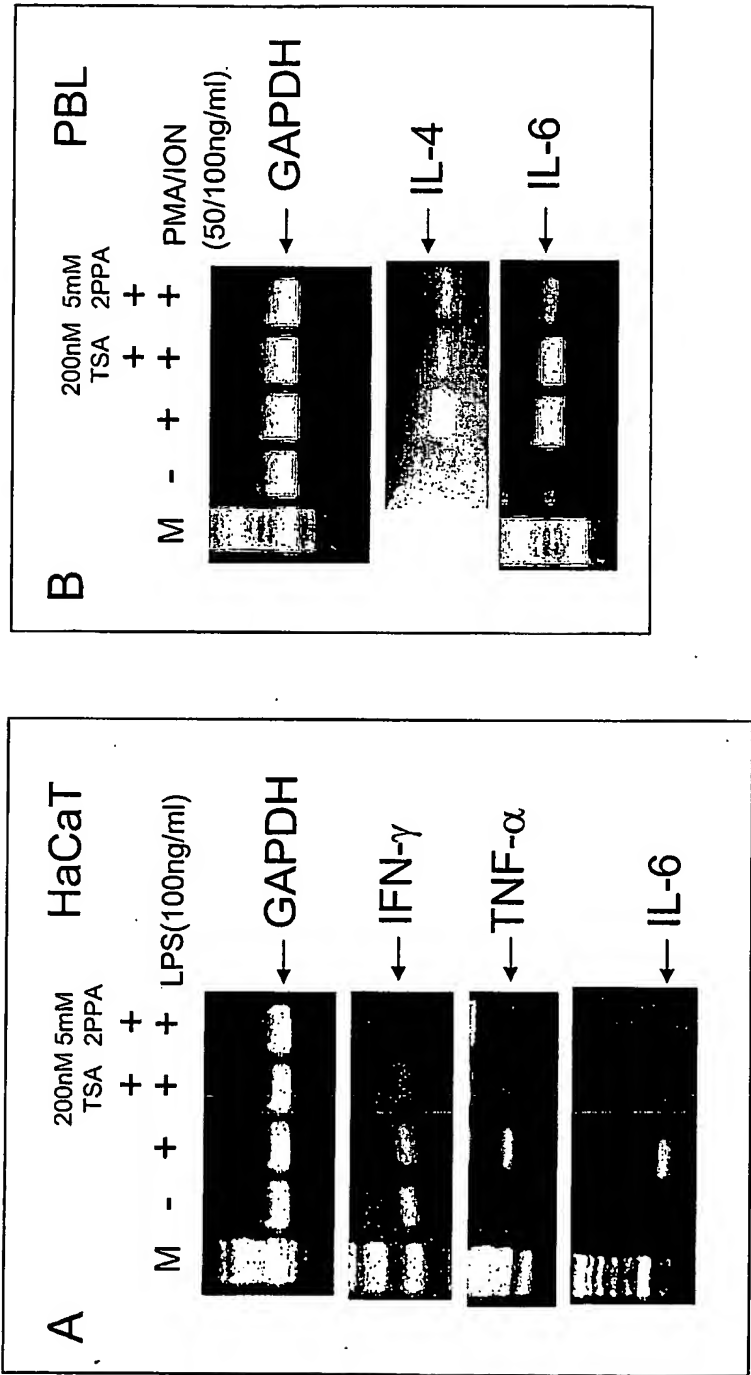 A HaCaT
200nM 5mM
TSA 2PPA
+ +
M - + + + LPS(100ng/ml)
← GAPDH
← IFN-γ
← TNF-α
← IL-6
B PBL
200nM 5mM
TSA 2PPA
+ +
M - + + + PMA/ION
(50/100ng/ml).
← GAPDH
← IL-4
← IL-6